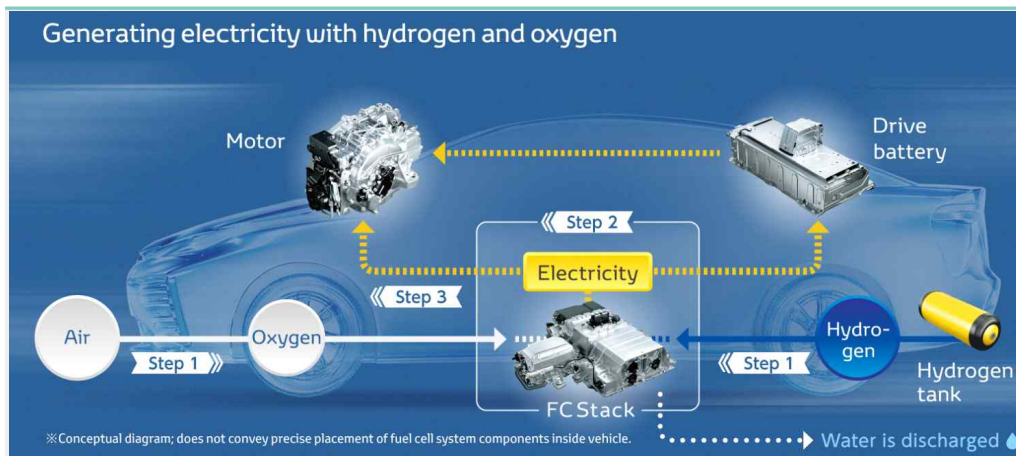 Generating electricity with hydrogen and oxygen
Motor
Drive
battery
Step 2
Electricity
Step 3
Air
Step 1
Oxygen
Step 1
Hydro-
gen
Hydrogen
tank
FC Stack
※Conceptual diagram; does not convey precise placement of fuel cell system components inside vehicle.
Water is discharged